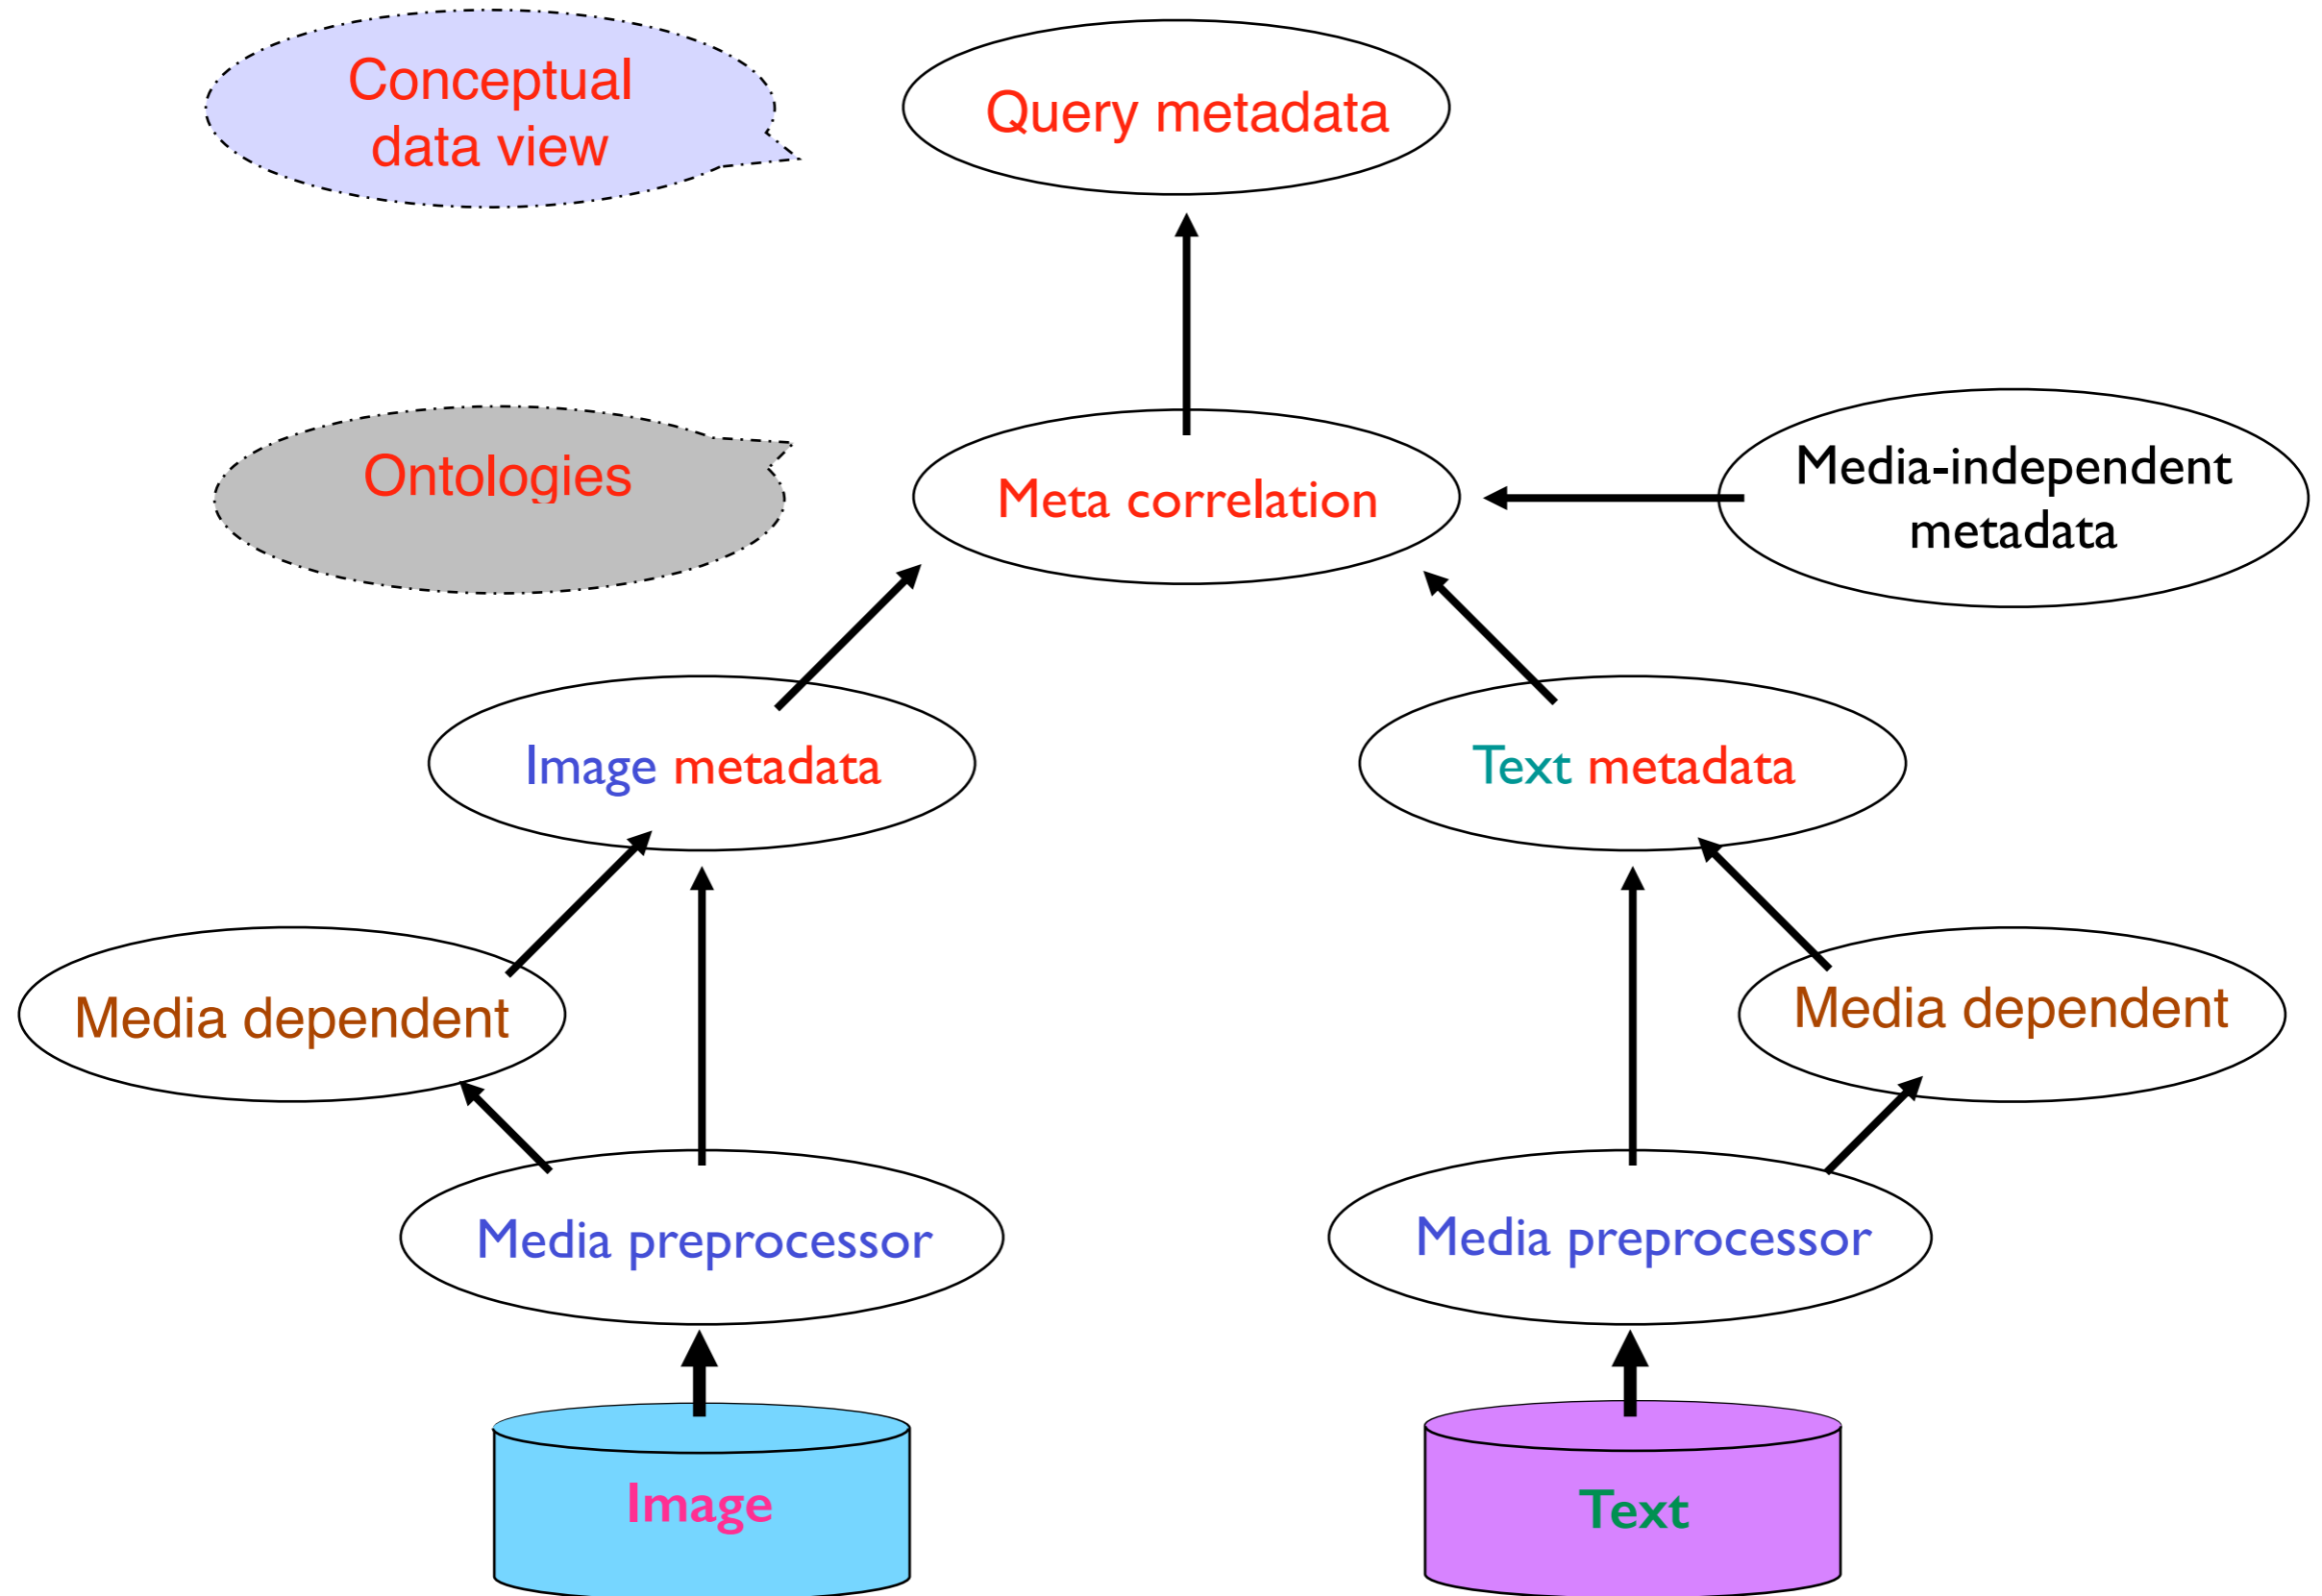 Conceptual
data view
Query metadata
Ontologies
Meta correlation
Media-independent
metadata
Image metadata
Text metadata
Media dependent
Media dependent
Media preprocessor
Media preprocessor
Image
Text